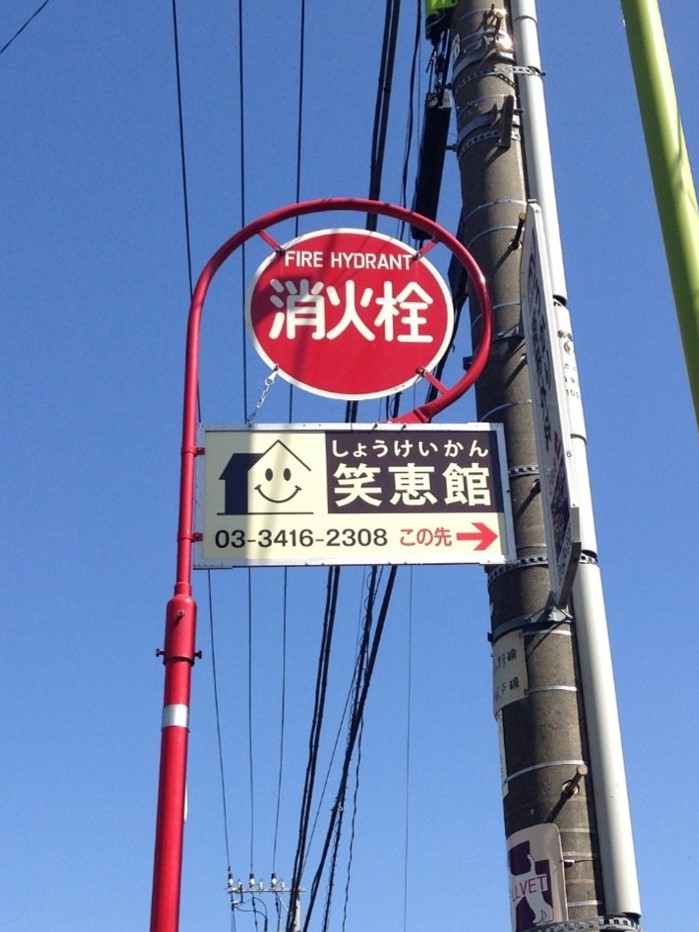 FIRE HYDRANT
消火栓
しょうけいかん
笑恵館
03-3416-2308 この先